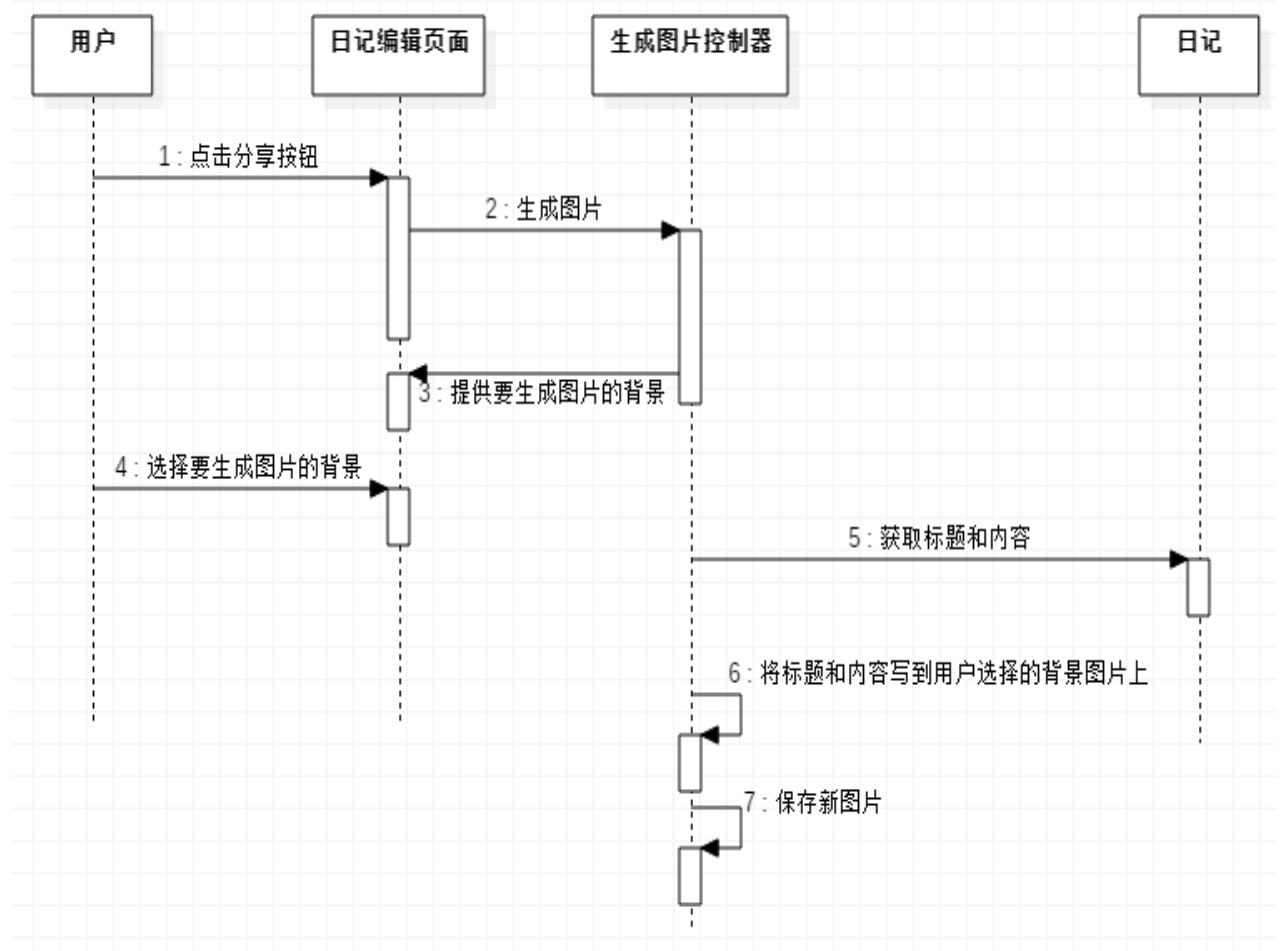 用户
日记编辑页面
生成图片控制器
日记
1 : 点击分享按钮
2 : 生成图片
3 : 提供要生成图片的背景
4 : 选择要生成图片的背景
5 : 获取标题和内容
6 : 将标题和内容写到用户选择的背景图片上
7 : 保存新图片